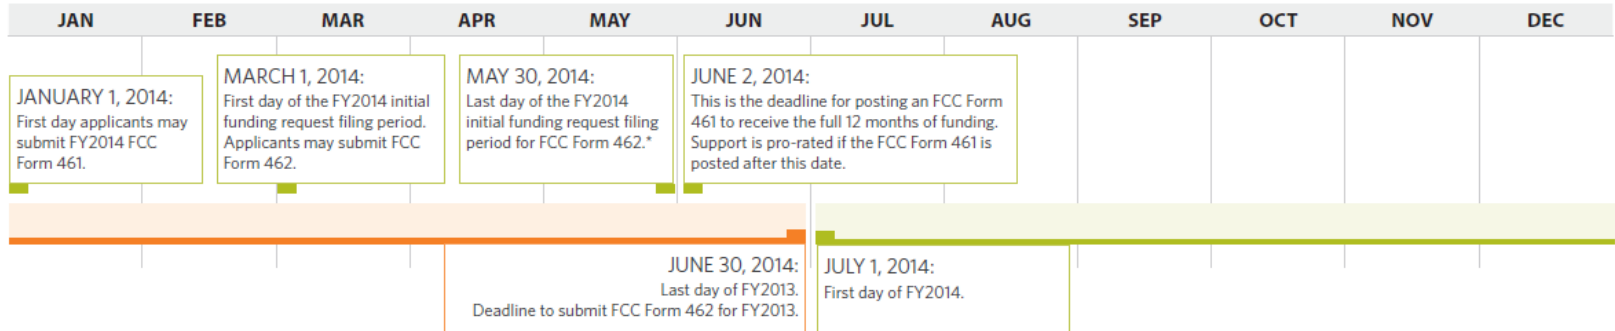 JAN FEB MAR APR MAY JUN JUL AUG SEP OCT NOV DEC
JANUARY 1, 2014:
First day applicants may
submit FY2014 FCC
Form 461.
MARCH 1, 2014:
First day of the FY2014 initial
funding request filing period.
Applicants may submit FCC
Form 462.
MAY 30, 2014:
Last day of the FY2014
initial funding request filing
period for FCC Form 462.*
JUNE 2, 2014:
This is the deadline for posting an FCC Form
461 to receive the full 12 months of funding.
Support is pro-rated if the FCC Form 461 is
posted after this date.
JUNE 30, 2014:
Last day of FY2013.
Deadline to submit FCC Form 462 for FY2013.
JULY 1, 2014:
First day of FY2014.